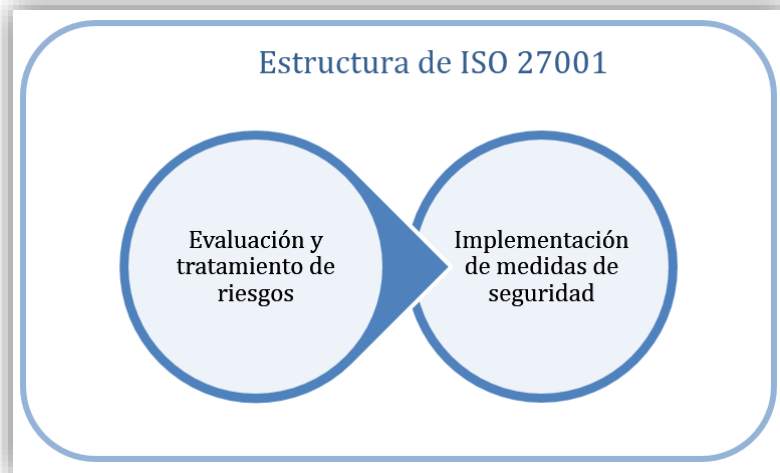 Estructura de ISO 27001
Evaluación y
tratamiento de
riesgos
Implementación
de medidas de
seguridad